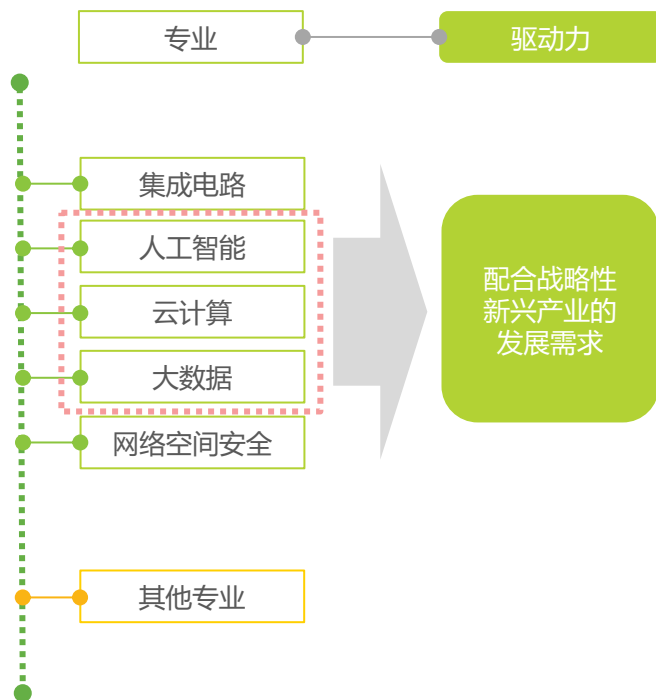 专业
驱动力
集成电路
人工智能
云计算
大数据
网络空间安全
其他专业
配合战略性
新兴产业的
发展需求